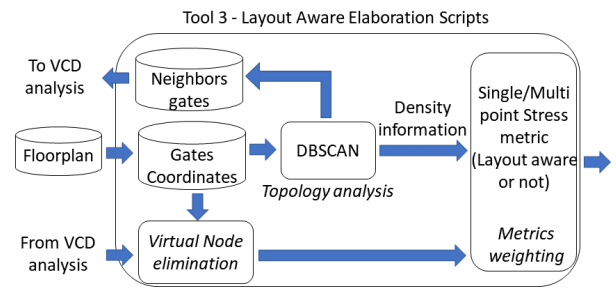 Tool 3 - Layout Aware Elaboration Scripts
To VCD
analysis
Neighbors
gates
Floorplan
Gates
Coordinates
DBSCAN
Topology analysis
Density
information
Single/Multi
point Stress
metric
(Layout aware
or not)
Metrics
weighting
From VCD
analysis
Virtual Node
elimination